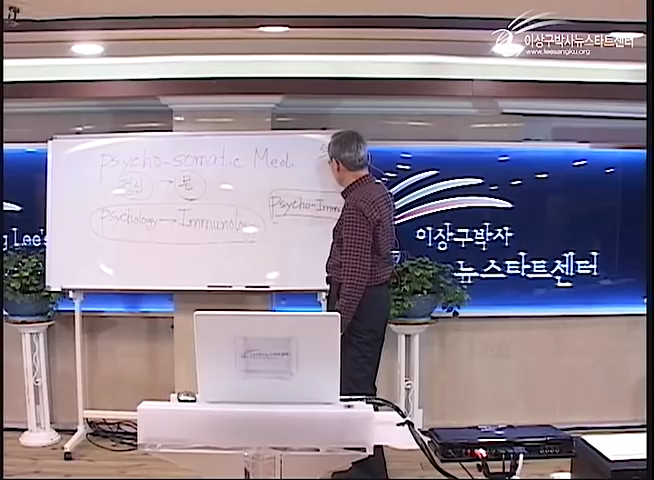 이상구박사뉴스타트센터
www.leesangku.org
psycho-somatic Med
정신 → 몸
Psychology → Immunology
Psycho-Immu
이상구박사
뉴스타트센터